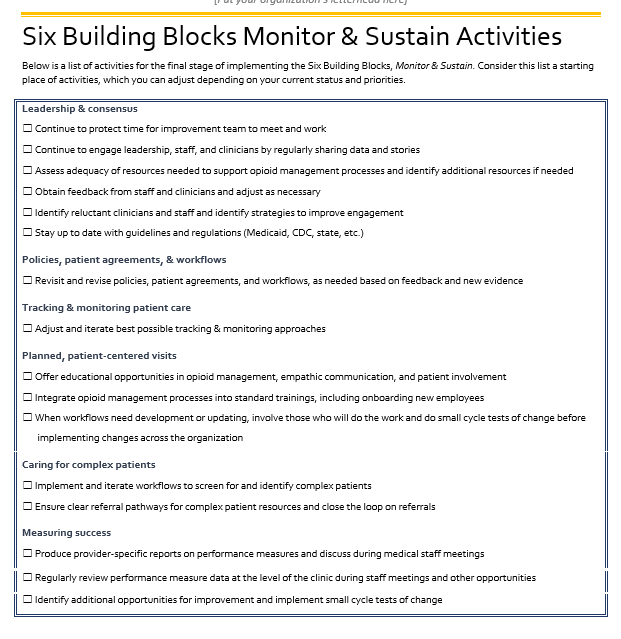 [Put your organization's letterhead here]
Six Building Blocks Monitor & Sustain Activities
Below is a list of activities for the final stage of implementing the Six Building Blocks, Monitor & Sustain. Consider this list a starting
place of activities, which you can adjust depending on your current status and priorities.
Leadership & consensus
☐ Continue to protect time for improvement team to meet and work
☐ Continue to engage leadership, staff, and clinicians by regularly sharing data and stories
☐ Assess adequacy of resources needed to support opioid management processes and identify additional resources if needed
☐ Obtain feedback from staff and clinicians and adjust as necessary
☐ Identify reluctant clinicians and staff and identify strategies to improve engagement
☐ Stay up to date with guidelines and regulations (Medicaid, CDC, state, etc.)
Policies, patient agreements, & workflows
☐ Revisit and revise policies, patient agreements, and workflows, as needed based on feedback and new evidence
Tracking & monitoring patient care
☐ Adjust and iterate best possible tracking & monitoring approaches
Planned, patient-centered visits
☐ Offer educational opportunities in opioid management, empathic communication, and patient involvement
☐ Integrate opioid management processes into standard trainings, including onboarding new employees
☐ When workflows need development or updating, involve those who will do the work and do small cycle tests of change before
implementing changes across the organization
Caring for complex patients
☐ Implement and iterate workflows to screen for and identify complex patients
☐ Ensure clear referral pathways for complex patient resources and close the loop on referrals
Measuring success
☐ Produce provider-specific reports on performance measures and discuss during medical staff meetings
☐ Regularly review performance measure data at the level of the clinic during staff meetings and other opportunities
☐ Identify additional opportunities for improvement and implement small cycle tests of change